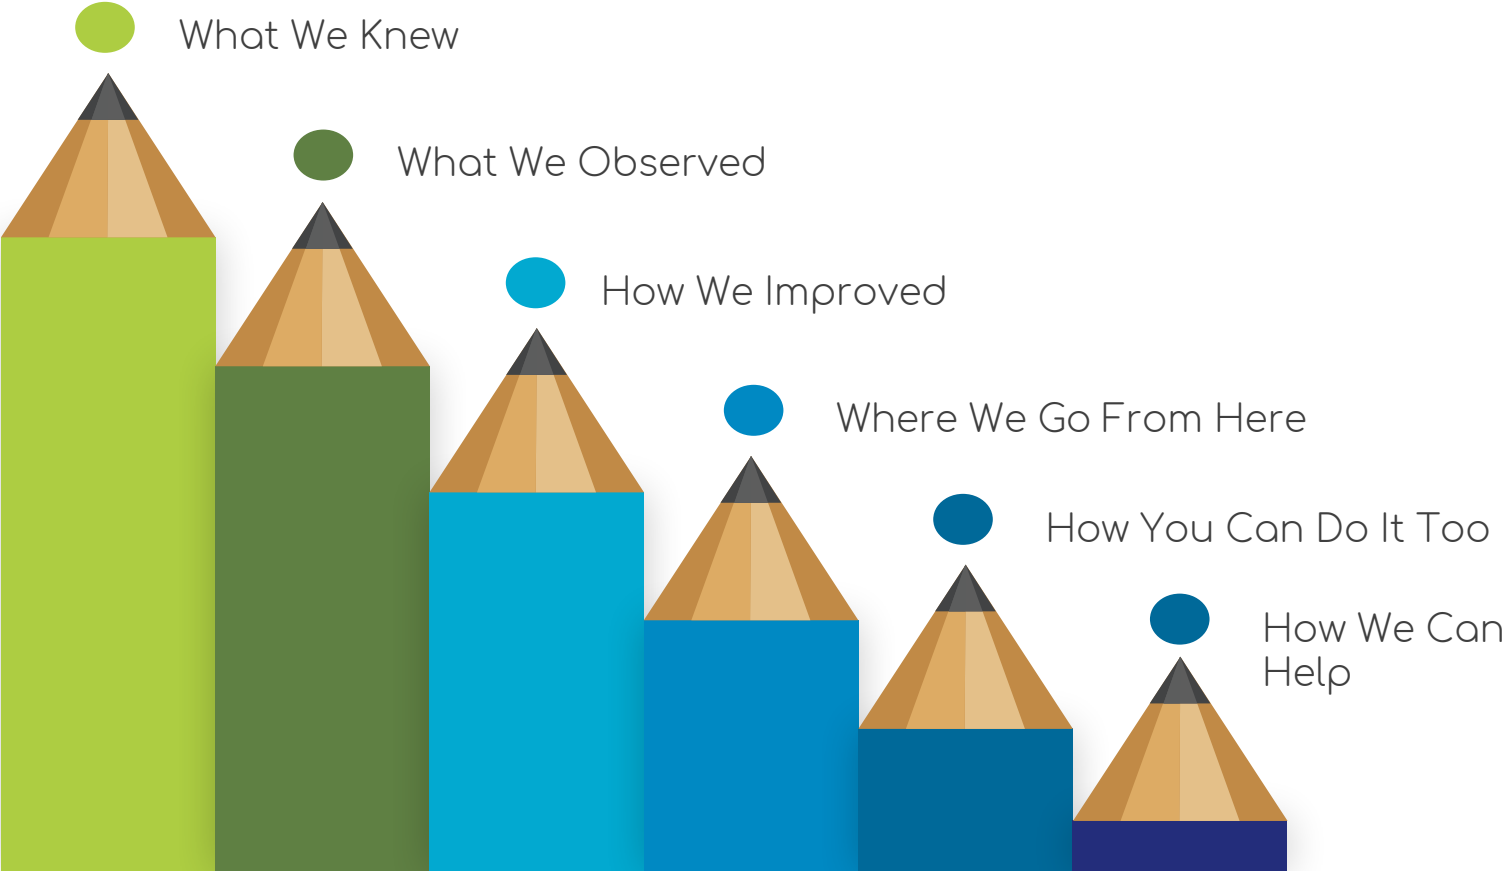 What We Knew
What We Observed
How We Improved
Where We Go From Here
How You Can Do It Too
How We Can
Help